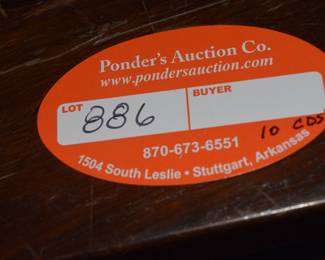 Ponder's Auction Co.
www.pondersauction.com
LOT 886 BUYER
870-673-6551
10 CDS
1504 South Leslie • Stuttgart, Arkansas